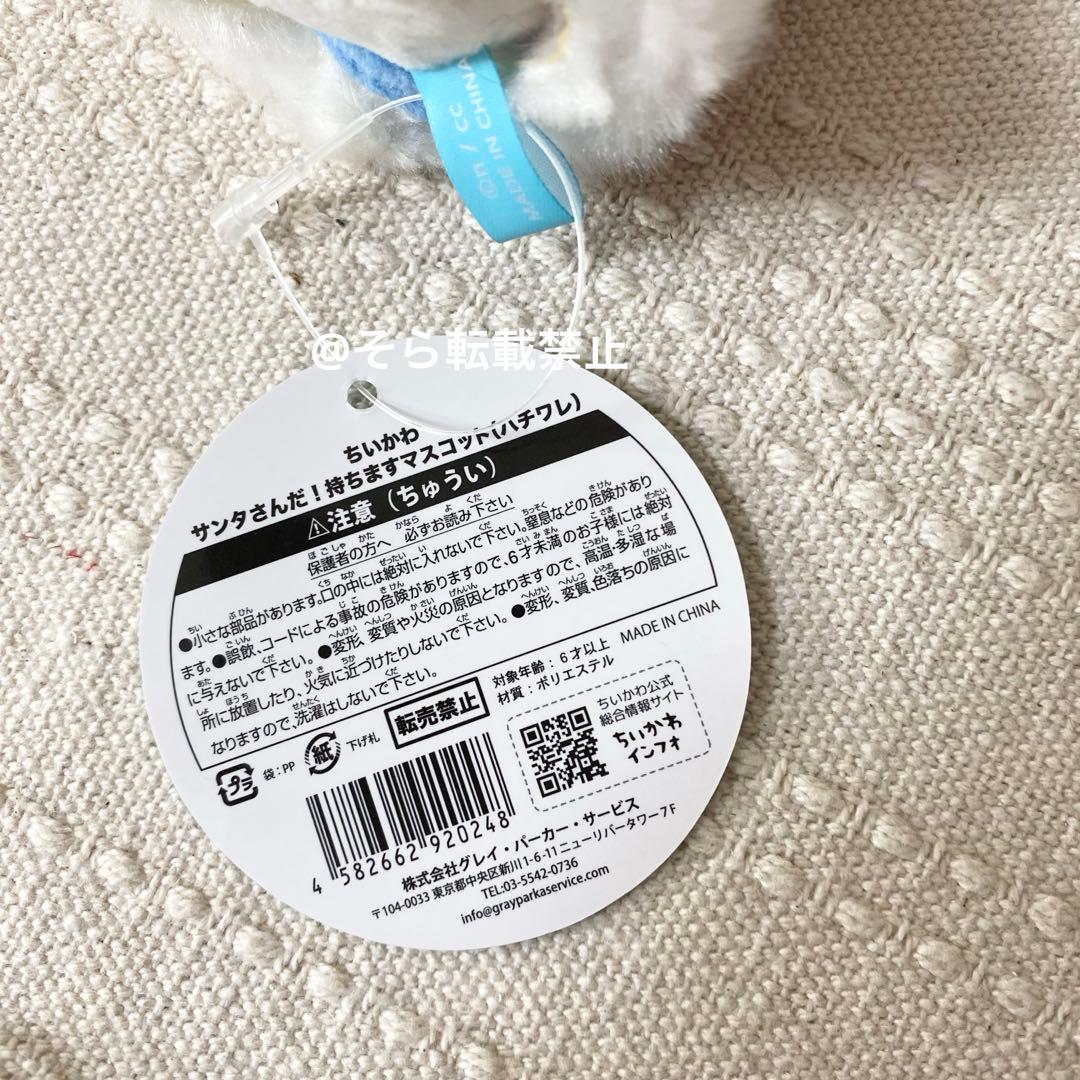 ©n / CC
MADE IN CHINA
@そら転載禁止
ちいかわ
サンタさんだ！持ちますマスコット(ハチワレ)
⚠注意（ちゅうい）
保護者の方へ 必ずお読み下さい
●小さな部品があります。口の中には絶対に入れないで下さい。窒息などの危険があり
ます。●誤飲、コードによる事故の危険がありますので、6才未満のお子様には絶対
に与えないで下さい。●変形、変質や火災の原因となりますので、高温・多湿な場
所に放置したり、火気に近づけたりしないで下さい。●変形、変質、色落ちの原因に
なりますので、洗濯はしないで下さい。
対象年齢：6才以上 MADE IN CHINA
材質：ポリエステル
転売禁止
プラ 袋：PP 紙 下げ札
ちいかわ公式
総合情報サイト
ちいかわ
インフォ
4 582662 920248
株式会社グレイ・パーカー・サービス
〒104-0033 東京都中央区新川1-6-11 ニューリバータワー7F
TEL:03-5542-0736
info@grayparkaservice.com